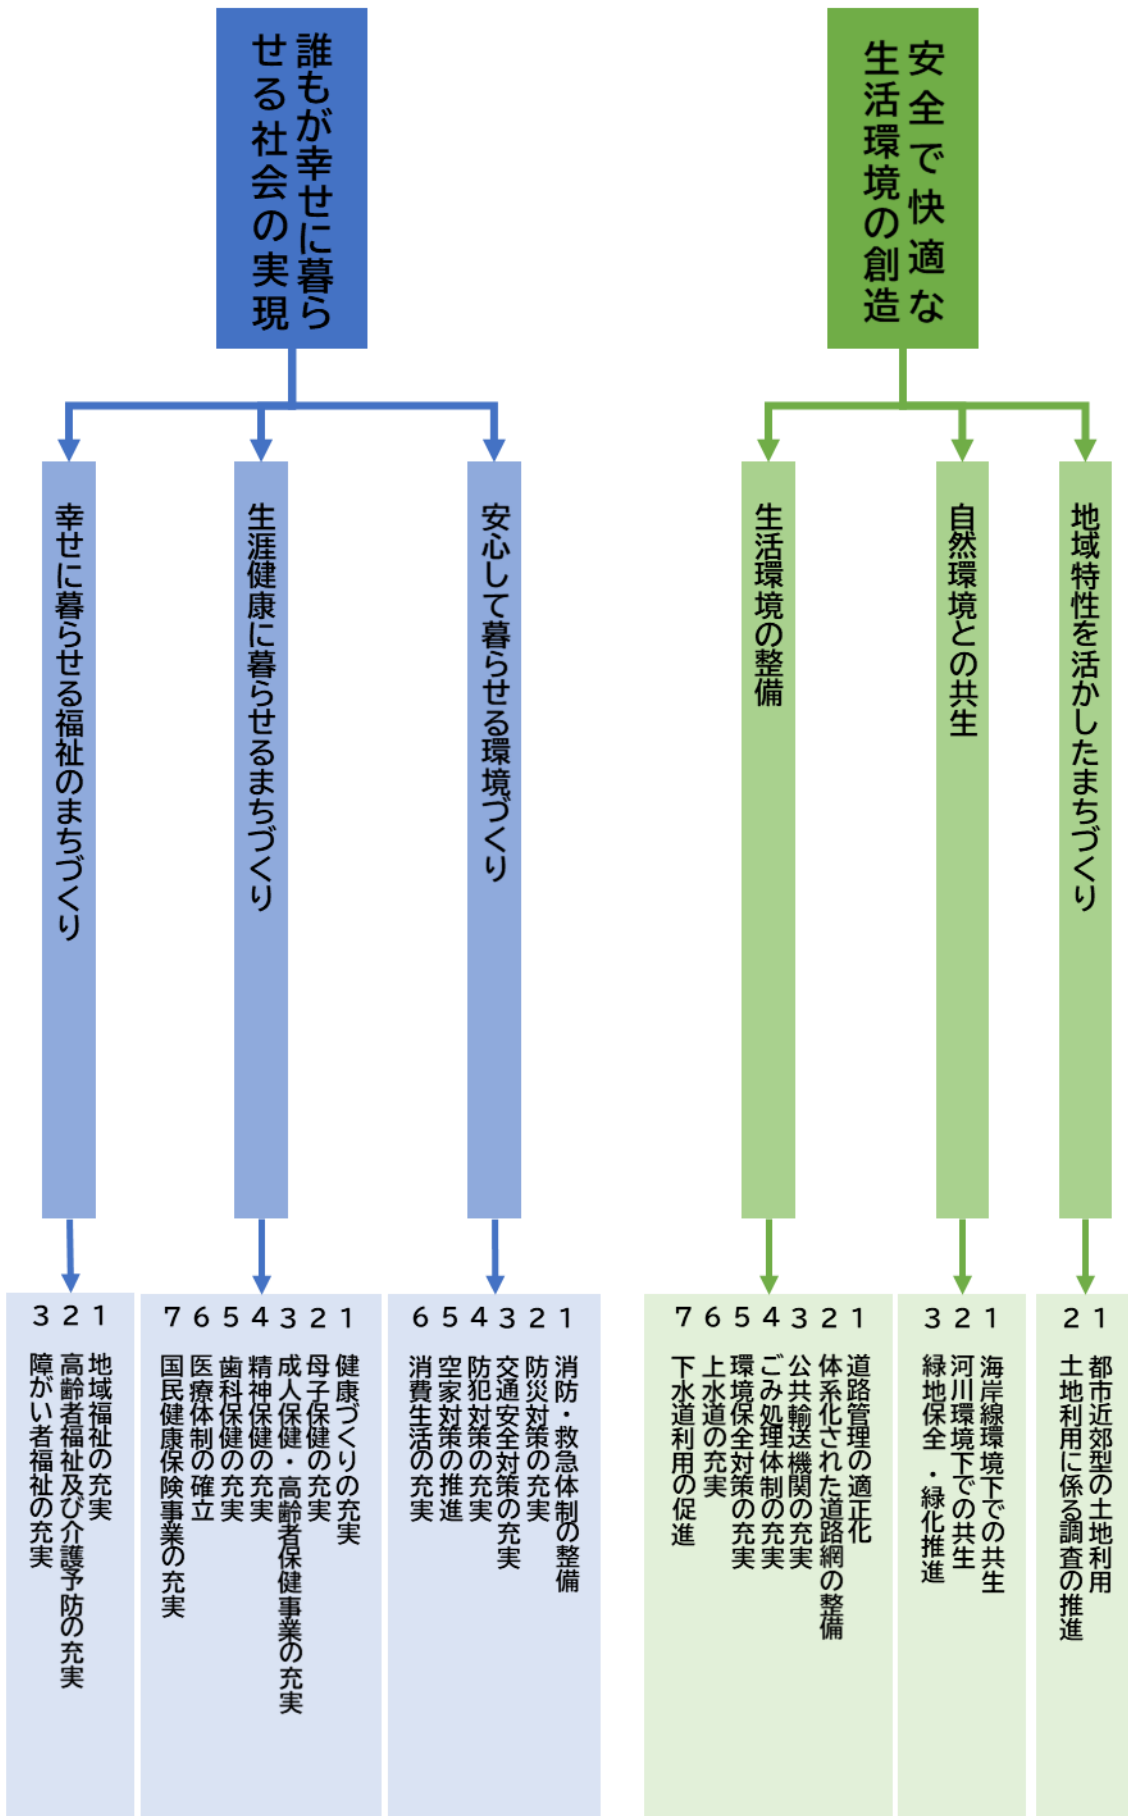 安全で快適な
生活環境の創造
地域特性を活かしたまちづくり
1 都市近郊型の土地利用
2 土地利用に係る調査の推進
自然環境との共生
1 海岸線環境下での共生
2 河川環境下での共生
3 緑地保全・緑化推進
生活環境の整備
1 道路管理の適正化
2 体系化された道路網の整備
3 公共輸送機関の充実
4 ごみ処理体制の充実
5 環境保全対策の充実
6 上水道の充実
7 下水道利用の促進
誰もが幸せに暮ら
せる社会の実現
安心して暮らせる環境づくり
1 消防・救急体制の整備
2 防災対策の充実
3 交通安全対策の充実
4 防犯対策の充実
5 空家対策の推進
6 消費生活の充実
生涯健康に暮らせるまちづくり
1 健康づくりの充実
2 母子保健の充実
3 成人保健・高齢者保健事業の充実
4 精神保健の充実
5 歯科保健の充実
6 医療体制の確立
7 国民健康保険事業の充実
幸せに暮らせる福祉のまちづくり
1 地域福祉の充実
2 高齢者福祉及び介護予防の充実
3 障がい者福祉の充実